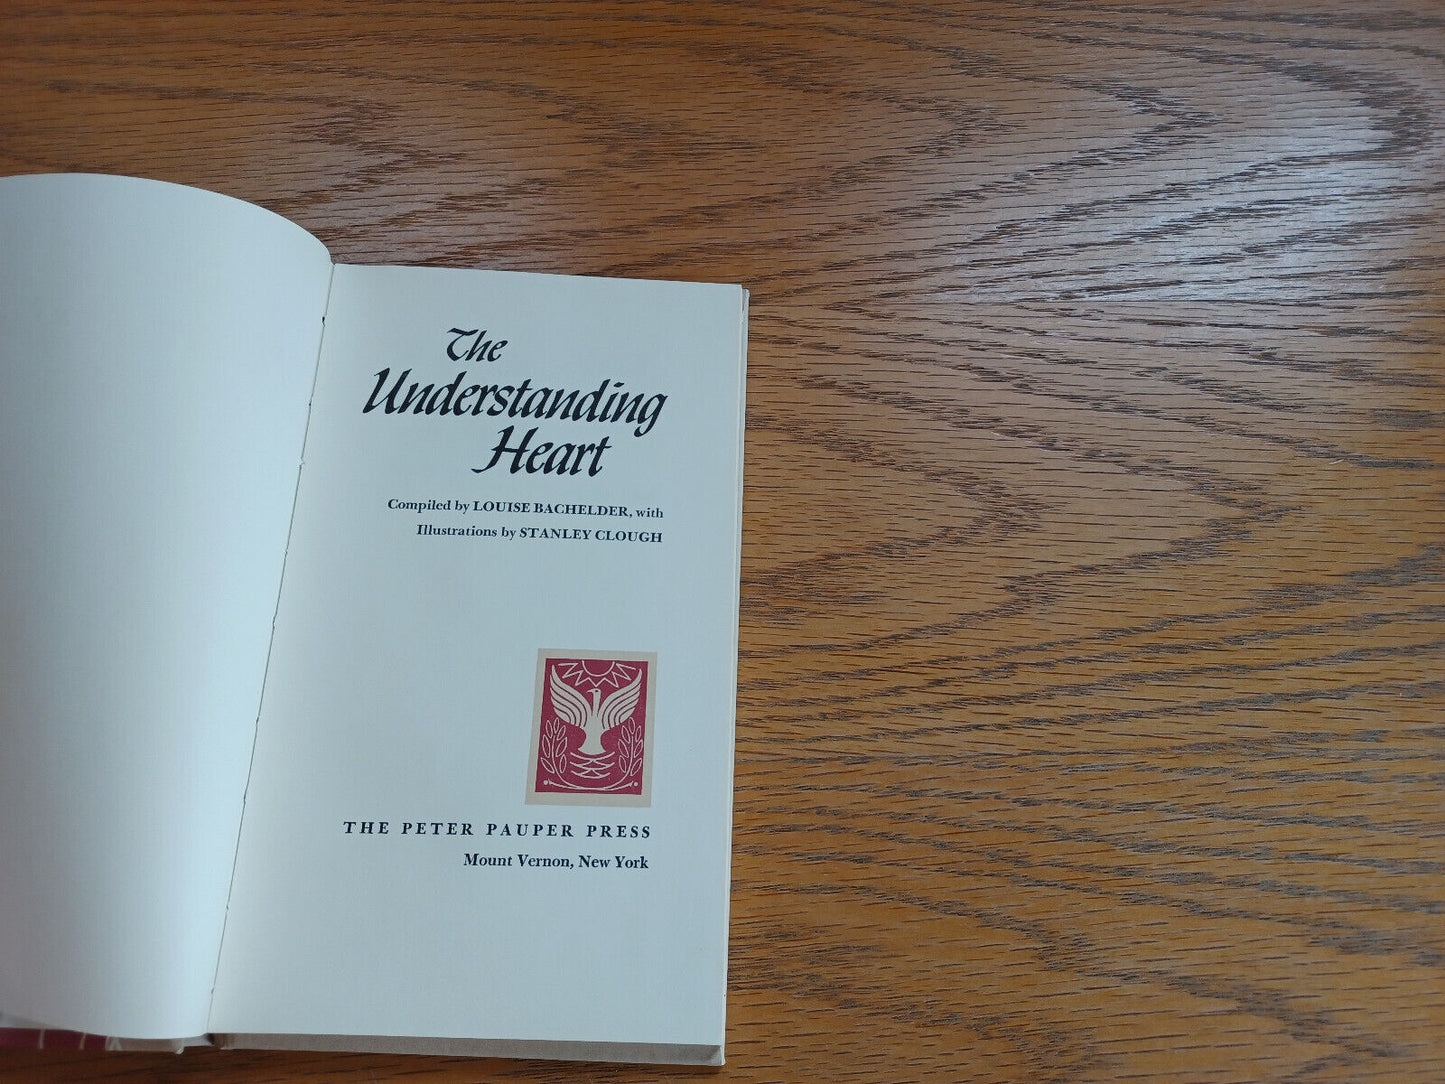 The
Understanding
Heart
Compiled by LOUISE BACHELDER, with
Illustrations by STANLEY CLOUGH
THE PETER PAUPER PRESS
Mount Vernon, New York